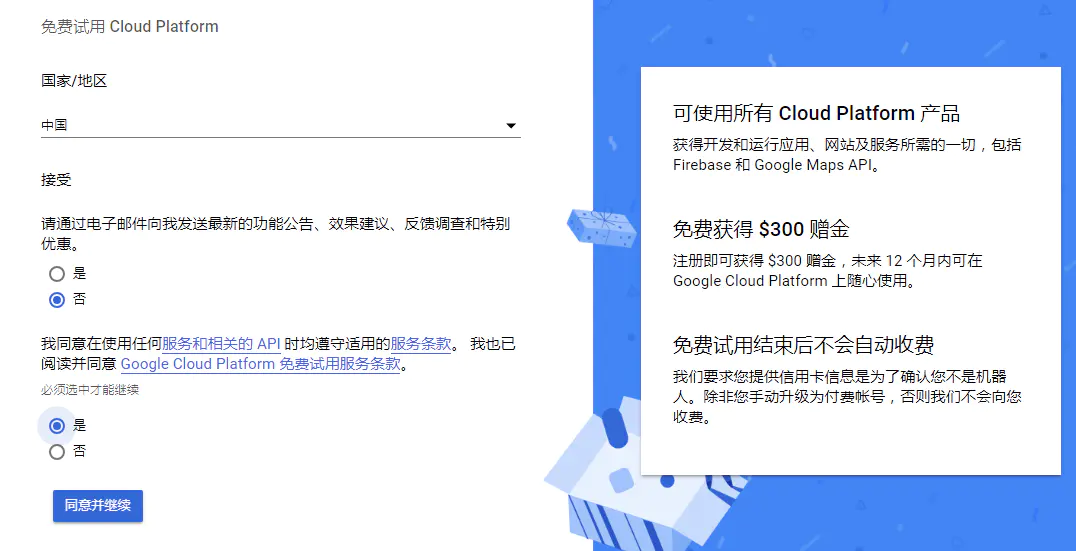 免费试用 Cloud Platform
国家/地区
中国
接受
请通过电子邮件向我发送最新的功能公告、效果建议、反馈调查和特别
优惠。
是
否
我同意在使用任何服务和相关的 API 时均遵守适用的服务条款。 我也已
阅读并同意 Google Cloud Platform 免费试用服务条款。
必须选中才能继续
是
否
同意并继续
可使用所有 Cloud Platform 产品
获得开发和运行应用、网站及服务所需的一切，包括
Firebase 和 Google Maps API。
免费获得 $300 赠金
注册即可获得 $300 赠金，未来 12 个月内可在
Google Cloud Platform 上随心使用。
免费试用结束后不会自动收费
我们要求您提供信用卡信息是为了确认您不是机器
人。除非您手动升级为付费帐号，否则我们不会向您
收费。